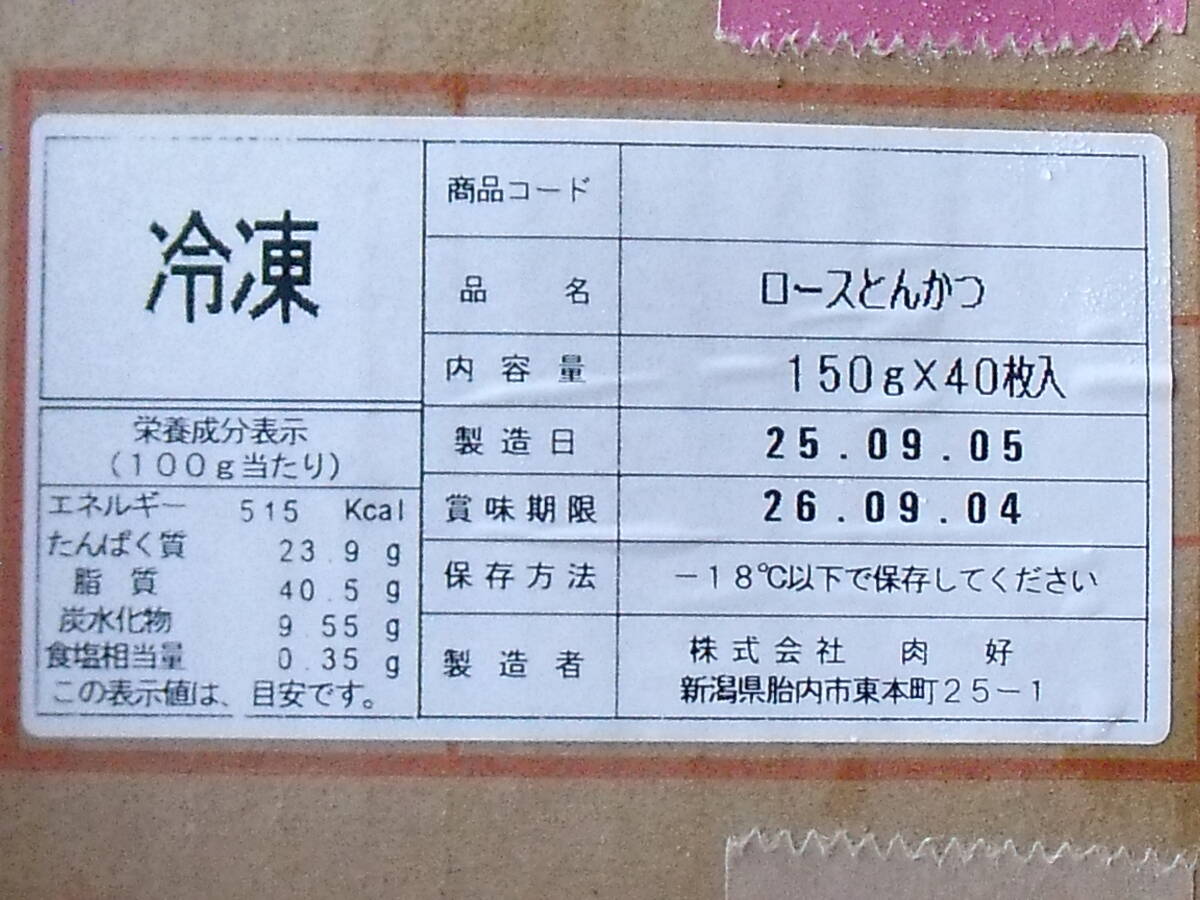 冷凍
栄養成分表示
(100g当たり)
エネルギー 515 Kcal
たんぱく質 23.9 g
脂質 40.5 g
炭水化物 9.55 g
食塩相当量 0.35 g
この表示値は、目安です。
商品コード
品名 ロースとんかつ
内容量 150g×40枚入
製造日 25.09.05
賞味期限 26.09.04
保存方法 -18℃以下で保存してください
製造者 株式会社 肉好
新潟県胎内市東本町25-1